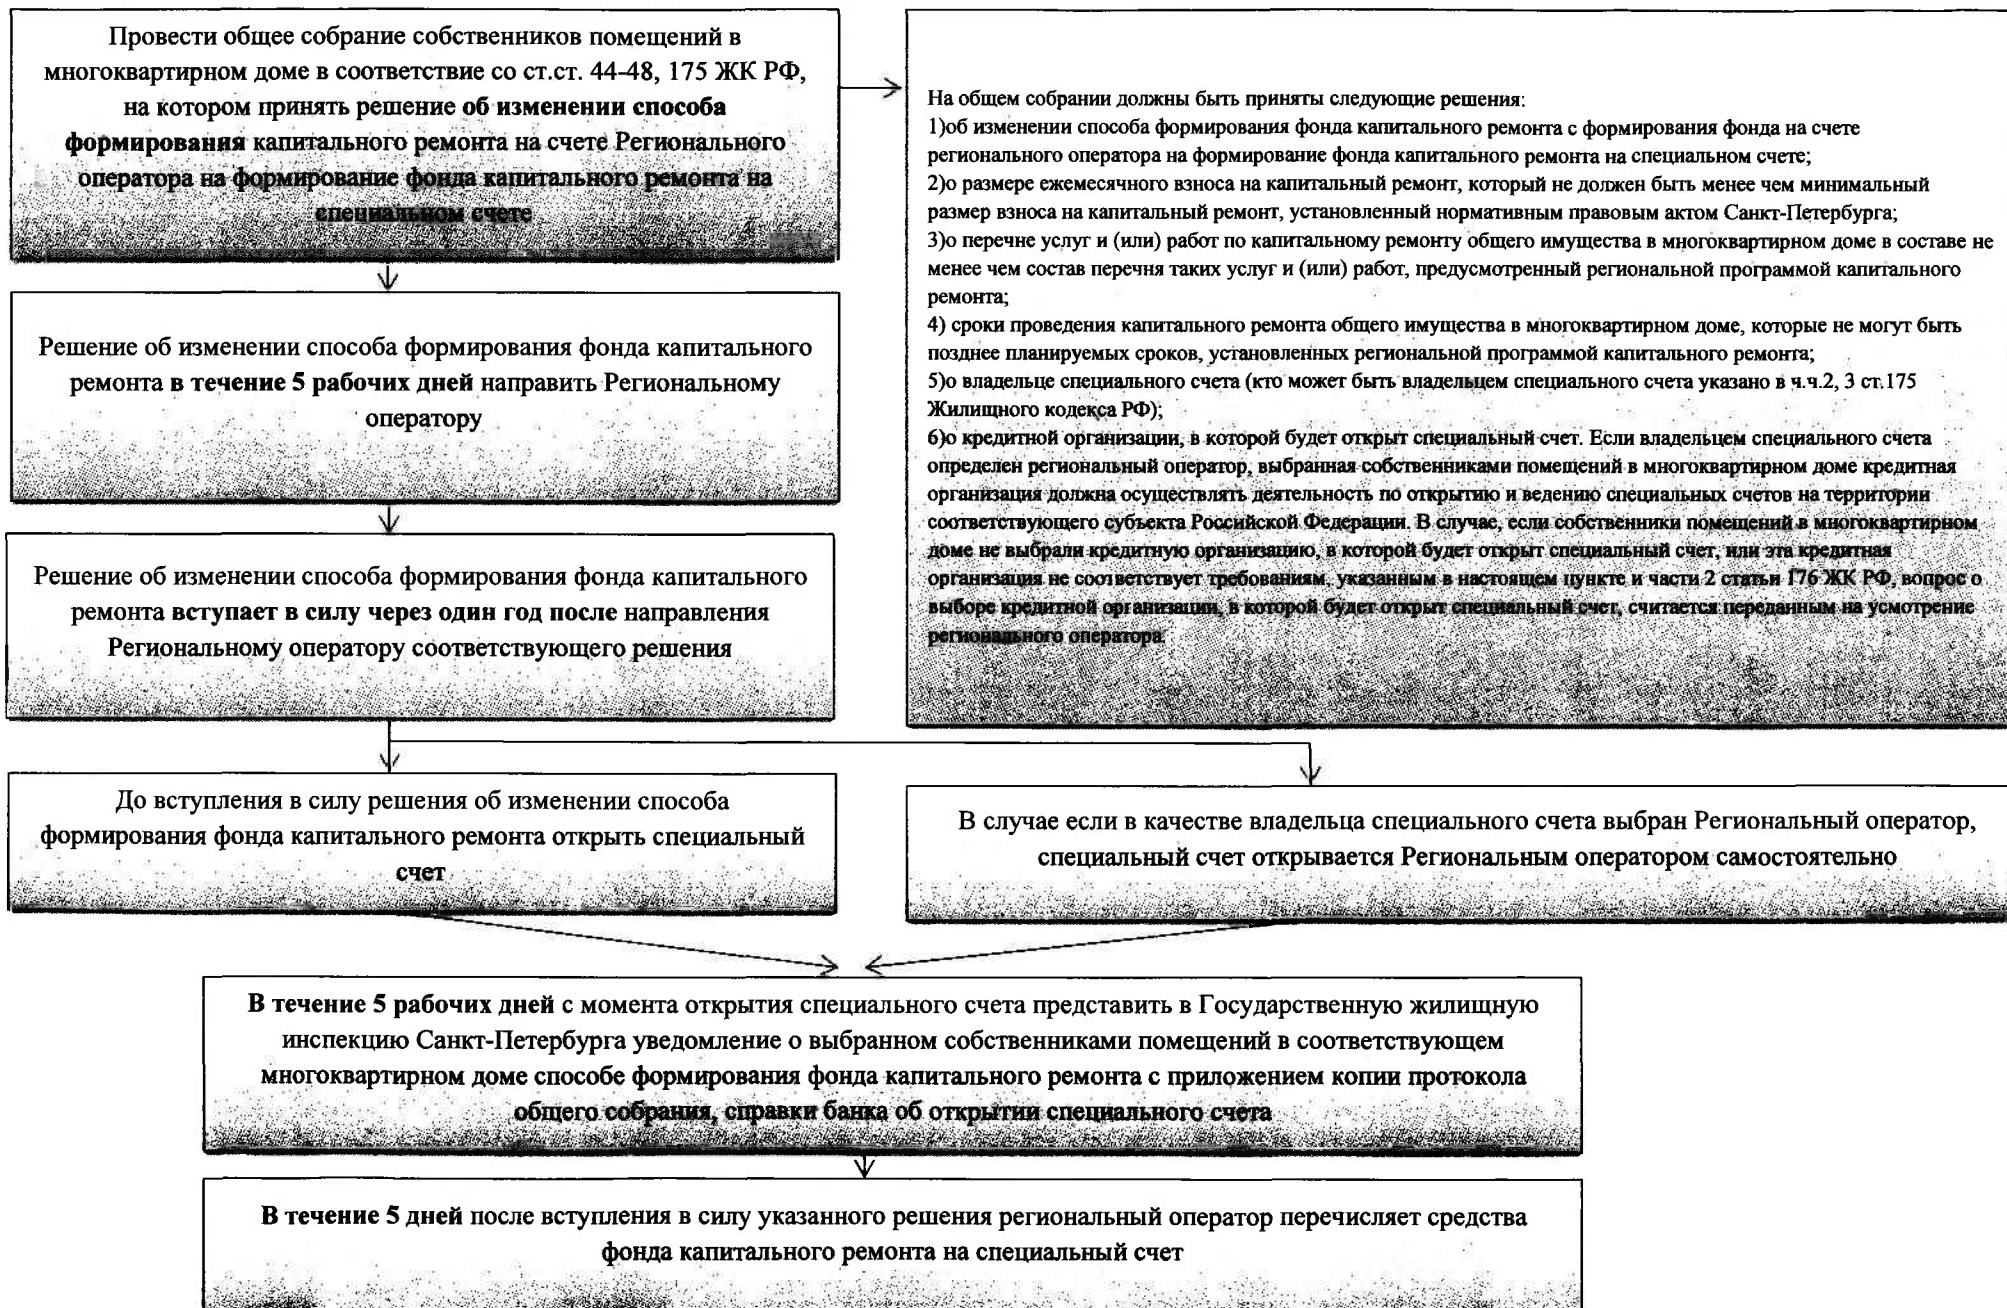 Провести общее собрание собственников помещений в
многоквартирном доме в соответствие со ст.ст. 44-48, 175 ЖК РФ,
на котором принять решение об изменении способа
формирования капитального ремонта на счете Регионального
оператора на формирование фонда капитального ремонта на
специальном счете
На общем собрании должны быть приняты следующие решения:
1)об изменении способа формирования фонда капитального ремонта с формирования фонда на счете
регионального оператора на формирование фонда капитального ремонта на специальном счете;
2)о размере ежемесячного взноса на капитальный ремонт, который не должен быть менее чем минимальный
размер взноса на капитальный ремонт, установленный нормативным правовым актом Санкт-Петербурга;
3)о перечне услуг и (или) работ по капитальному ремонту общего имущества в многоквартирном доме в составе не
менее чем состав перечня таких услуг и (или) работ, предусмотренный региональной программой капитального
ремонта;
4) сроки проведения капитального ремонта общего имущества в многоквартирном доме, которые не могут быть
позднее планируемых сроков, установленных региональной программой капитального ремонта;
5)о владельце специального счета (кто может быть владельцем специального счета указано в ч.ч.2, 3 ст.175
Жилищного кодекса РФ);
6)о кредитной организации, в которой будет открыт специальный счет. Если владельцем специального счета
определен региональный оператор, выбранная собственниками помещений в многоквартирном доме кредитная
организация должна осуществлять деятельность по открытию и ведению специальных счетов на территории
соответствующего субъекта Российской Федерации. В случае, если собственники помещений в многоквартирном
доме не выбрали кредитную организацию, в которой будет открыт специальный счет, или эта кредитная
организация не соответствует требованиям, указанным в настоящем пункте и части 2 статьи 176 ЖК РФ, вопрос о
выборе кредитной организации, в которой будет открыт специальный счет, считается переданным на усмотрение
регионального оператора.
Решение об изменении способа формирования фонда капитального
ремонта в течение 5 рабочих дней направить Региональному
оператору
Решение об изменении способа формирования фонда капитального
ремонта вступает в силу через один год после направления
Региональному оператору соответствующего решения
До вступления в силу решения об изменении способа
формирования фонда капитального ремонта открыть специальный
счет
В случае если в качестве владельца специального счета выбран Региональный оператор,
специальный счет открывается Региональным оператором самостоятельно
В течение 5 рабочих дней с момента открытия специального счета представить в Государственную жилищную
инспекцию Санкт-Петербурга уведомление о выбранном собственниками помещений в соответствующем
многоквартирном доме способе формирования фонда капитального ремонта с приложением копии протокола
общего собрания, справки банка об открытии специального счета
В течение 5 дней после вступления в силу указанного решения региональный оператор перечисляет средства
фонда капитального ремонта на специальный счет